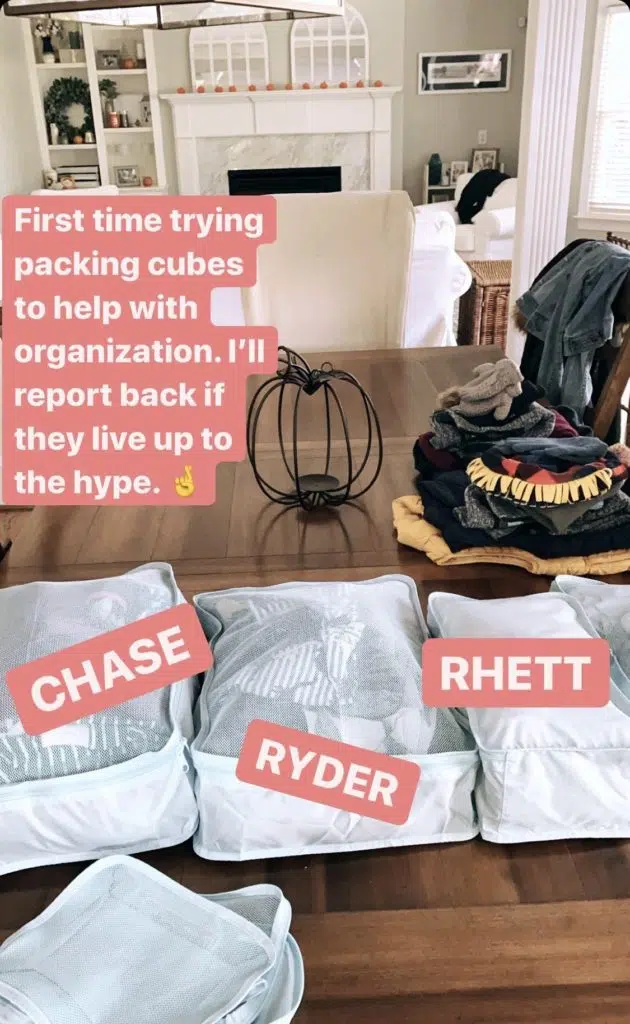 First time trying
packing cubes
to help with
organization. I’ll
report back if
they live up to
the hype. 🤞
CHASE
RHETT
RYDER